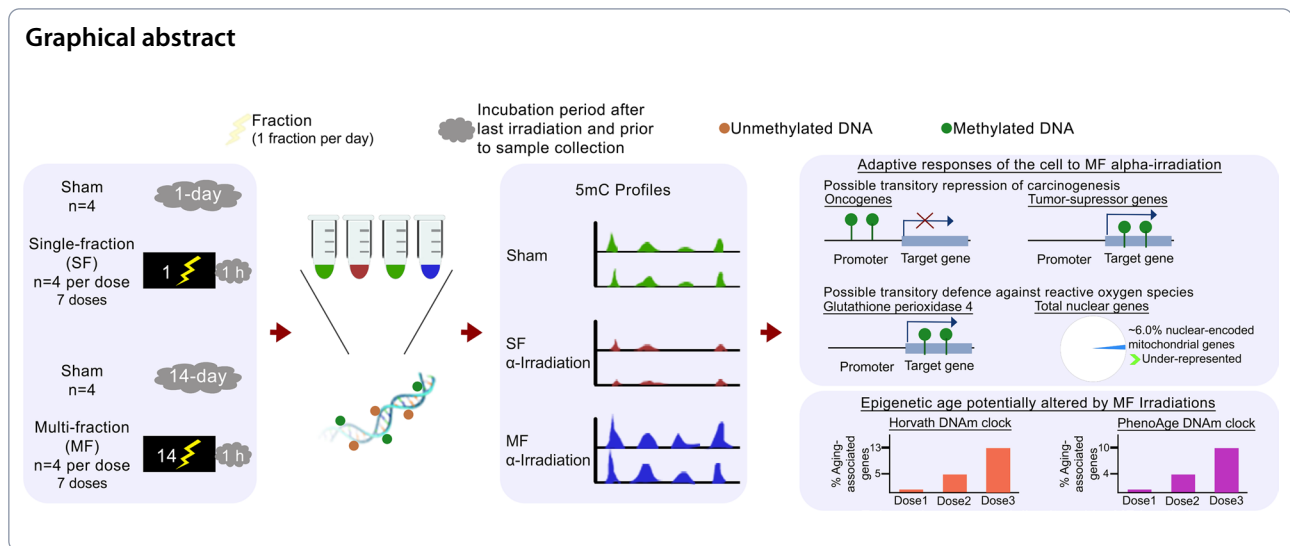 Graphical abstract
Fraction
(1 fraction per day)
Incubation period after
last irradiation and prior
to sample collection
Unmethylated DNA
Methylated DNA
Sham
n=4
1-day
Single-fraction
(SF)
n=4 per dose
7 doses
1
1 h
Sham
n=4
14-day
Multi-fraction
(MF)
n=4 per dose
7 doses
14
1 h
5mC Profiles
Sham
SF
α-Irradiation
MF
α-Irradiation
Adaptive responses of the cell to MF alpha-irradiation
Possible transitory repression of carcinogenesis
Oncogenes
Promoter
Target gene
Tumor-supressor genes
Promoter
Target gene
Possible transitory defence against reactive oxygen species
Glutathione perioxidase 4
Promoter
Target gene
Total nuclear genes
~6.0% nuclear-encoded
mitochondrial genes
Under-represented
Epigenetic age potentially altered by MF Irradiations
Horvath DNAm clock
% Aging-
associated
genes
13
5
Dose1 Dose2 Dose3
PhenoAge DNAm clock
% Aging-
associated
genes
10
4
Dose1 Dose2 Dose3